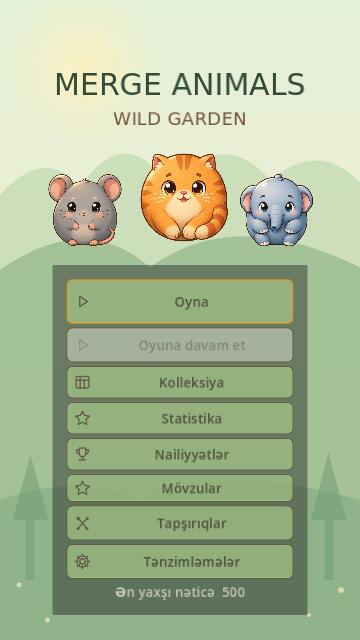 MERGE ANIMALS
WILD GARDEN
Oyna
Oyuna davam et
Kolleksiya
Statistika
Nailiyyətlər
Mövzular
Tapşırıqlar
Tənzimləmələr
Ən yaxşı nəticə 500